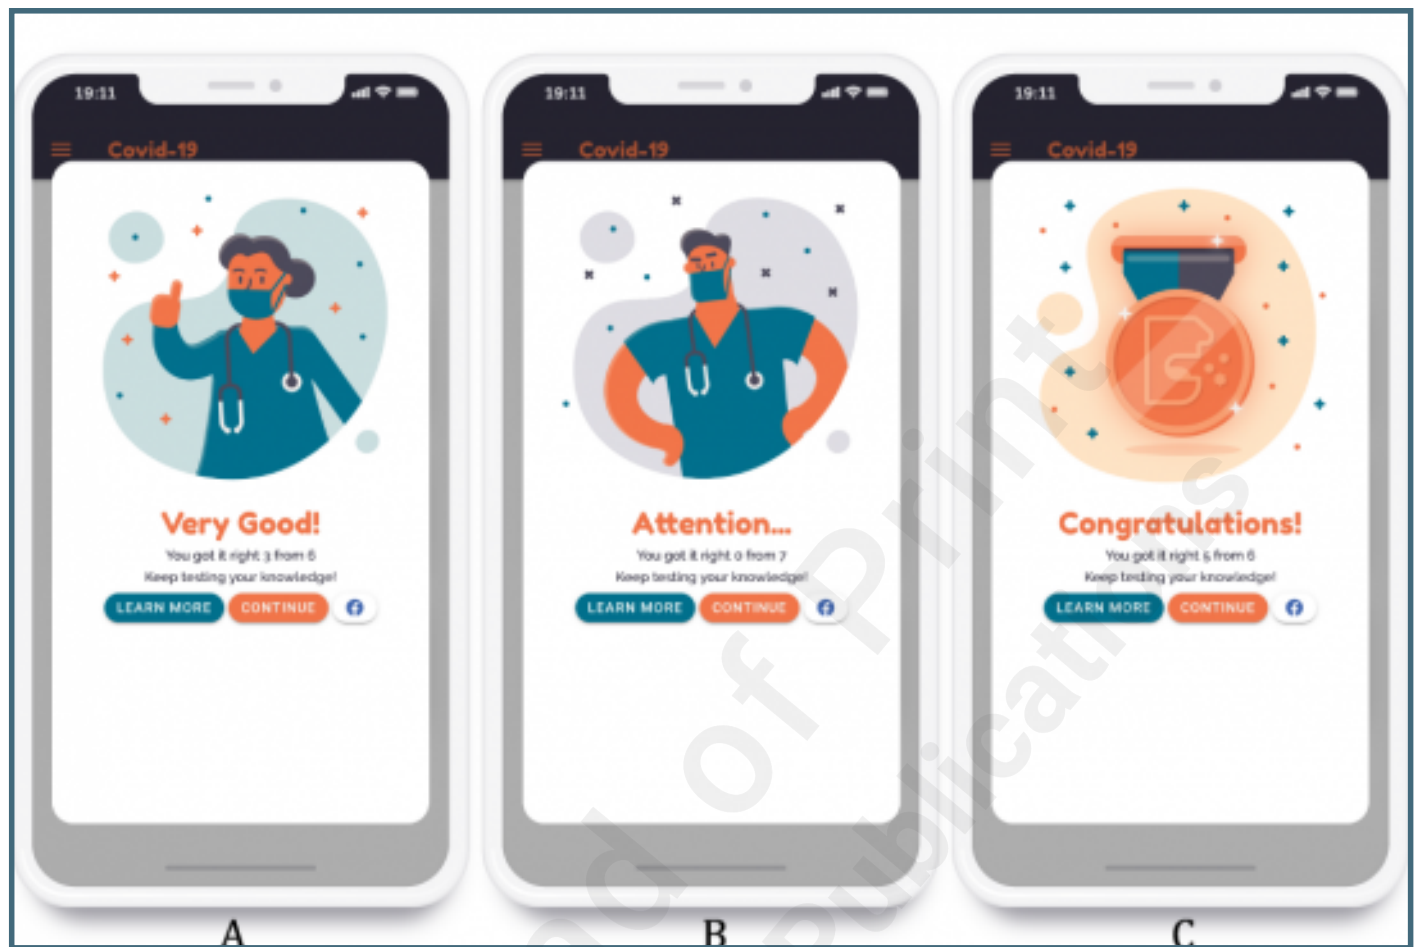 19:11
Covid-19
Very Good!
You got it right 3 from 6
Keep testing your knowledge!
LEARN MORE
CONTINUE
A
19:11
Covid-19
Attention...
You got it right 0 from 7
Keep testing your knowledge!
LEARN MORE
CONTINUE
B
19:11
Covid-19
Congratulations!
You got it right 5 from 6
Keep testing your knowledge!
LEARN MORE
CONTINUE
C
of Print
Publications